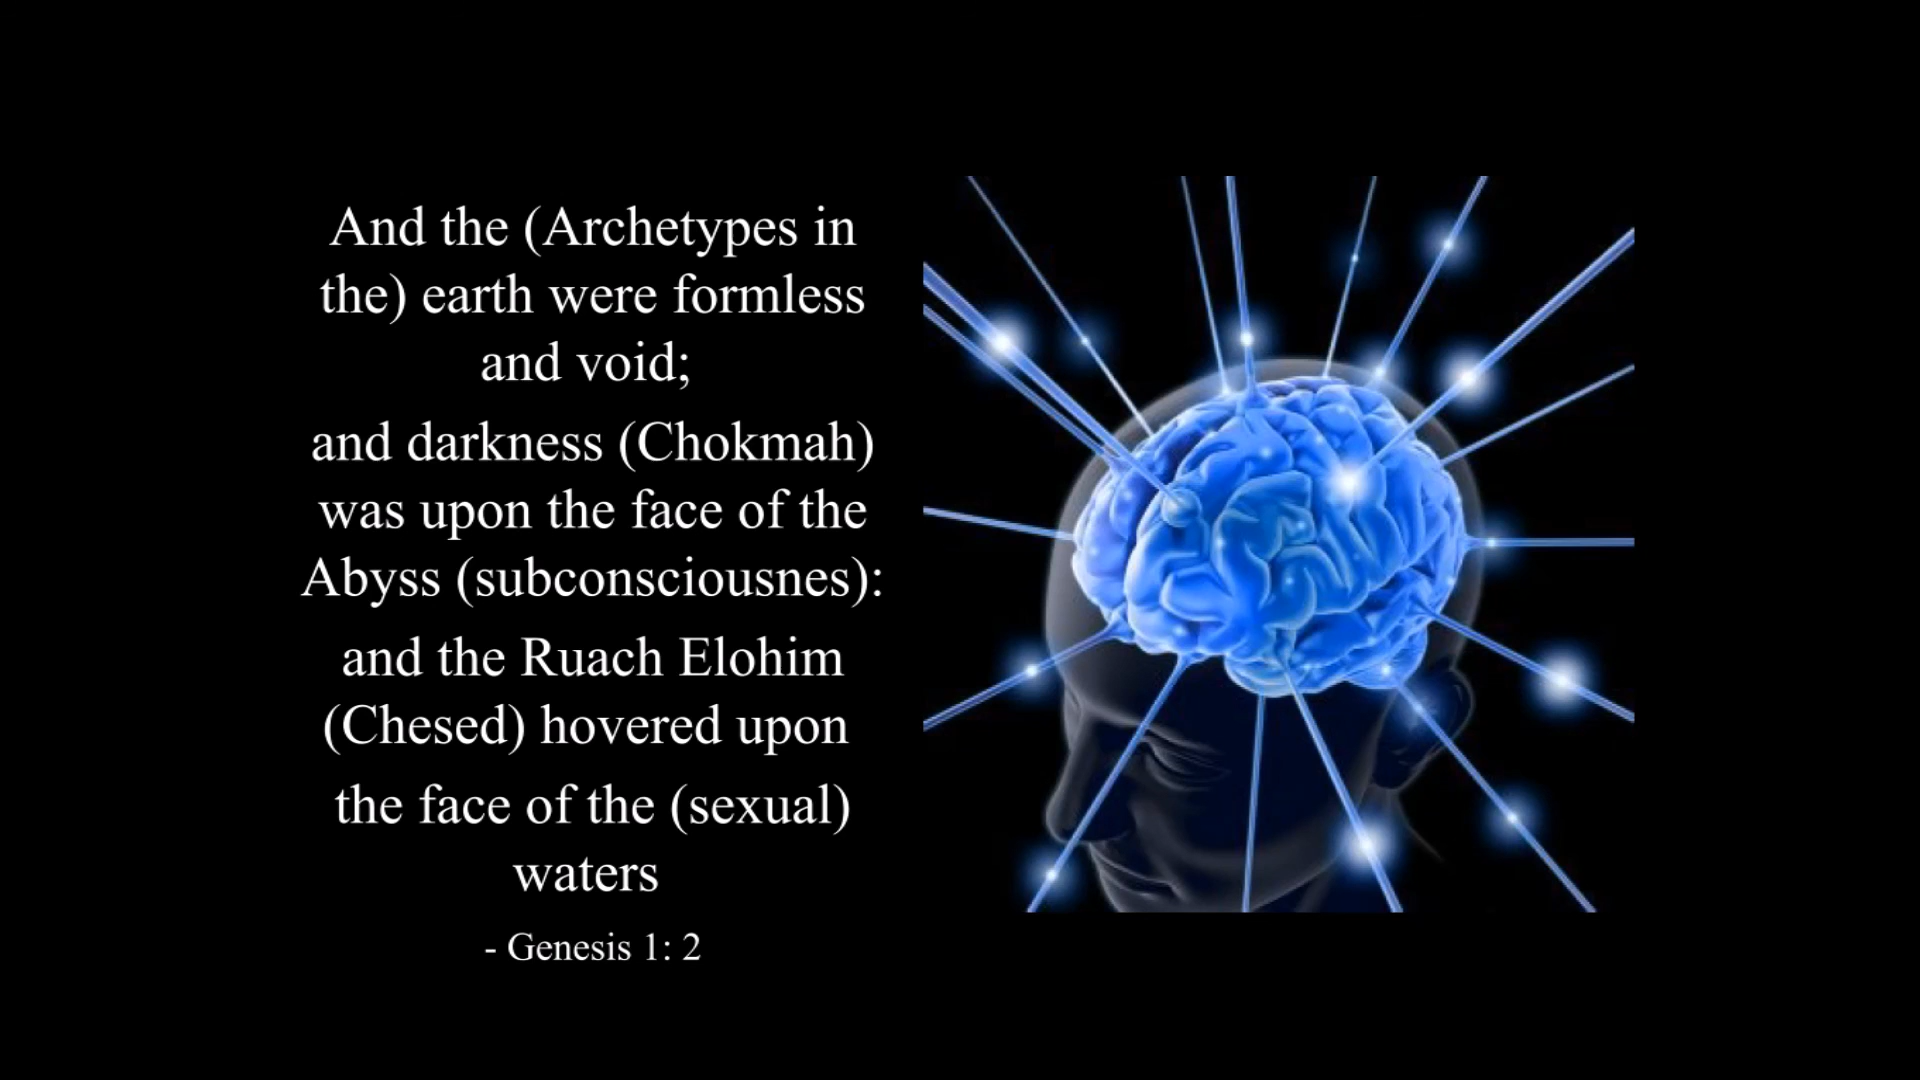 And the (Archetypes in
the) earth were formless
and void;
and darkness (Chokmah)
was upon the face of the
Abyss (subconsciousnes):
and the Ruach Elohim
(Chesed) hovered upon
the face of the (sexual)
waters
- Genesis 1: 2